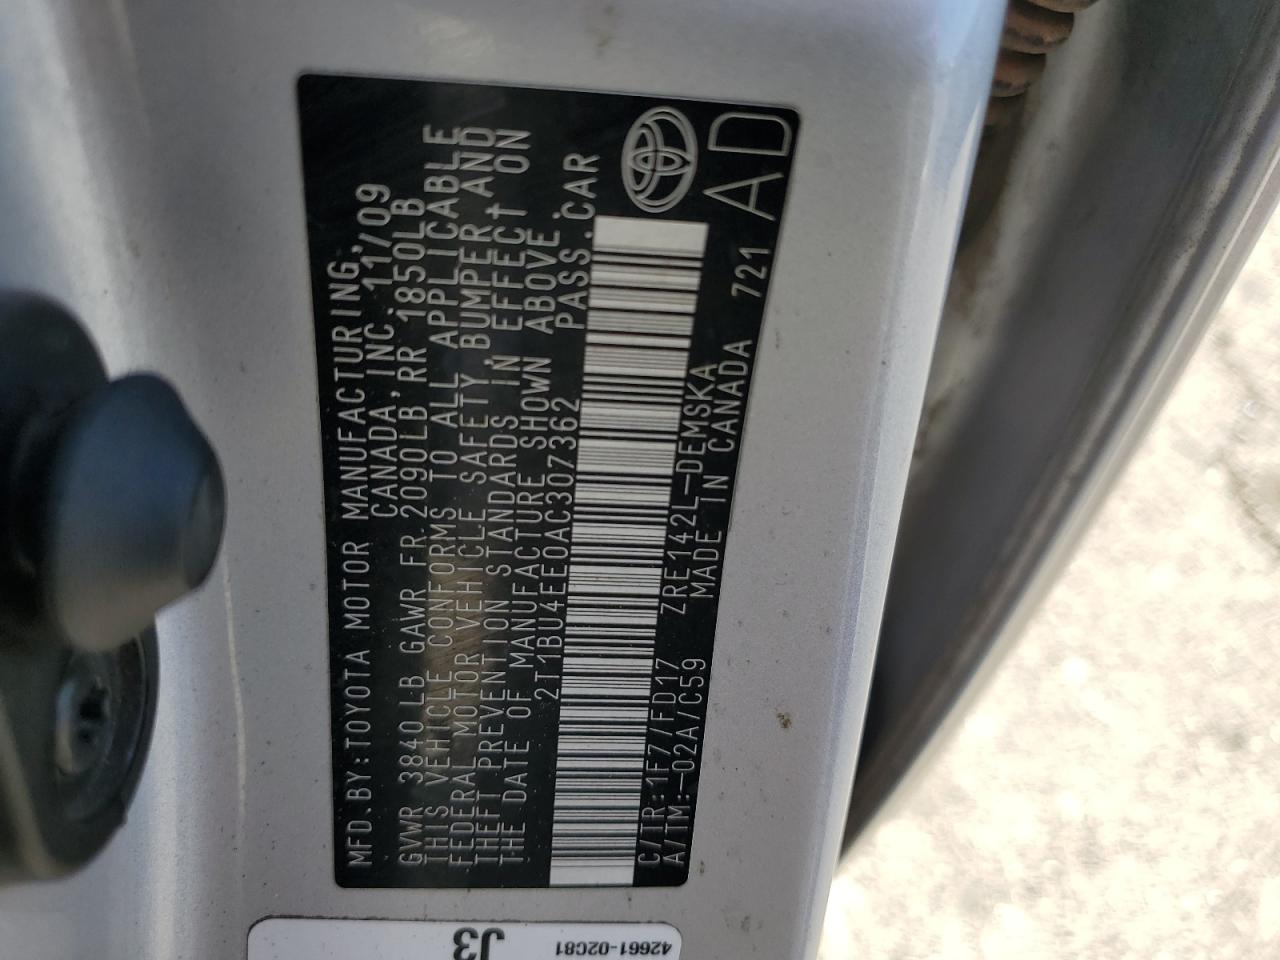 MFD.BY:TOYOTA MOTOR MANUFACTURING,
CANADA,INC. 11/09
GVWR 3840 LB GAWR FR 2090LB RR 1850LB
THIS VEHICLE CONFORMS TO ALL APPLICABLE
FEDERAL MOTOR VEHICLE SAFETY,BUMPER,AND
THEFT PREVENTION STANDARDS IN EFFECT ON
THE DATE OF MANUFACTURE SHOWN ABOVE.
2T1BU4EE0AC307362 PASS.CAR
C/TR:1F7/FD17 ZRE142L-DEMSKA 721 AD
A/TM:-02A/C59 MADE IN CANADA
J3
42661-02C81